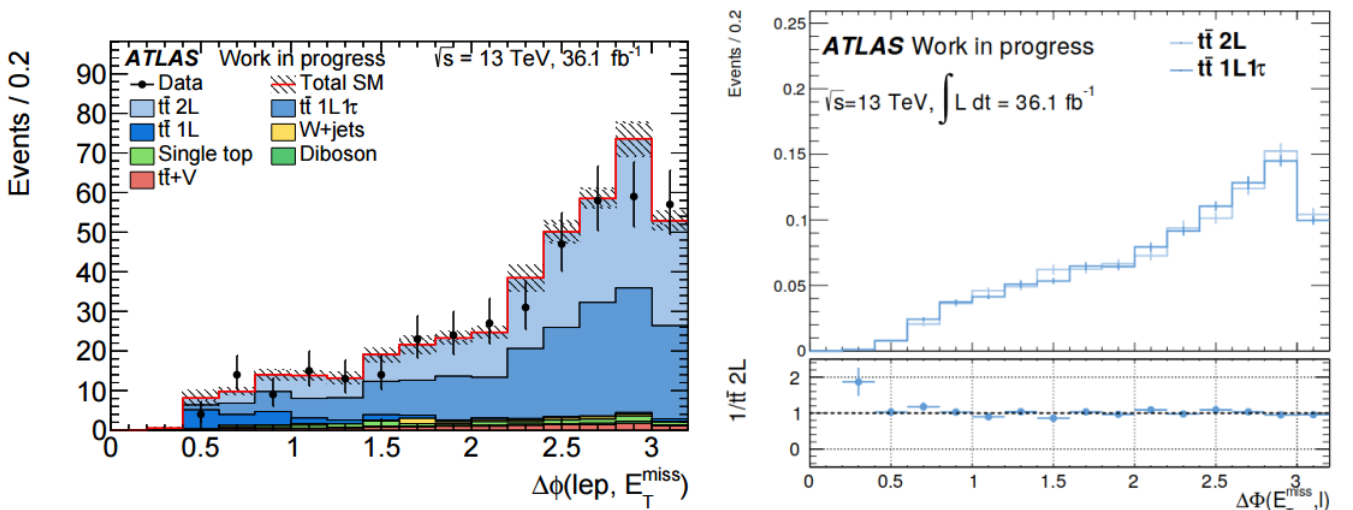 Events / 0.2
ATLAS Work in progress √s = 13 TeV, 36.1 fb⁻¹
Data Total SM
tt̄ 2L tt̄ 1L1τ
tt̄ 1L W+jets
Single top Diboson
tt̄+V
90
80
70
60
50
40
30
20
10
0
0 0.5 1 1.5 2 2.5 3
Δϕ(lep, E_T^miss)
Events / 0.2
ATLAS Work in progress
√s=13 TeV, ∫L dt = 36.1 fb⁻¹
tt̄ 2L
tt̄ 1L1τ
0.25
0.2
0.15
0.1
0.05
0
1/tt̄ 2L
2
1
0
0 0.5 1 1.5 2 2.5 3
ΔΦ(E_T^miss,l)